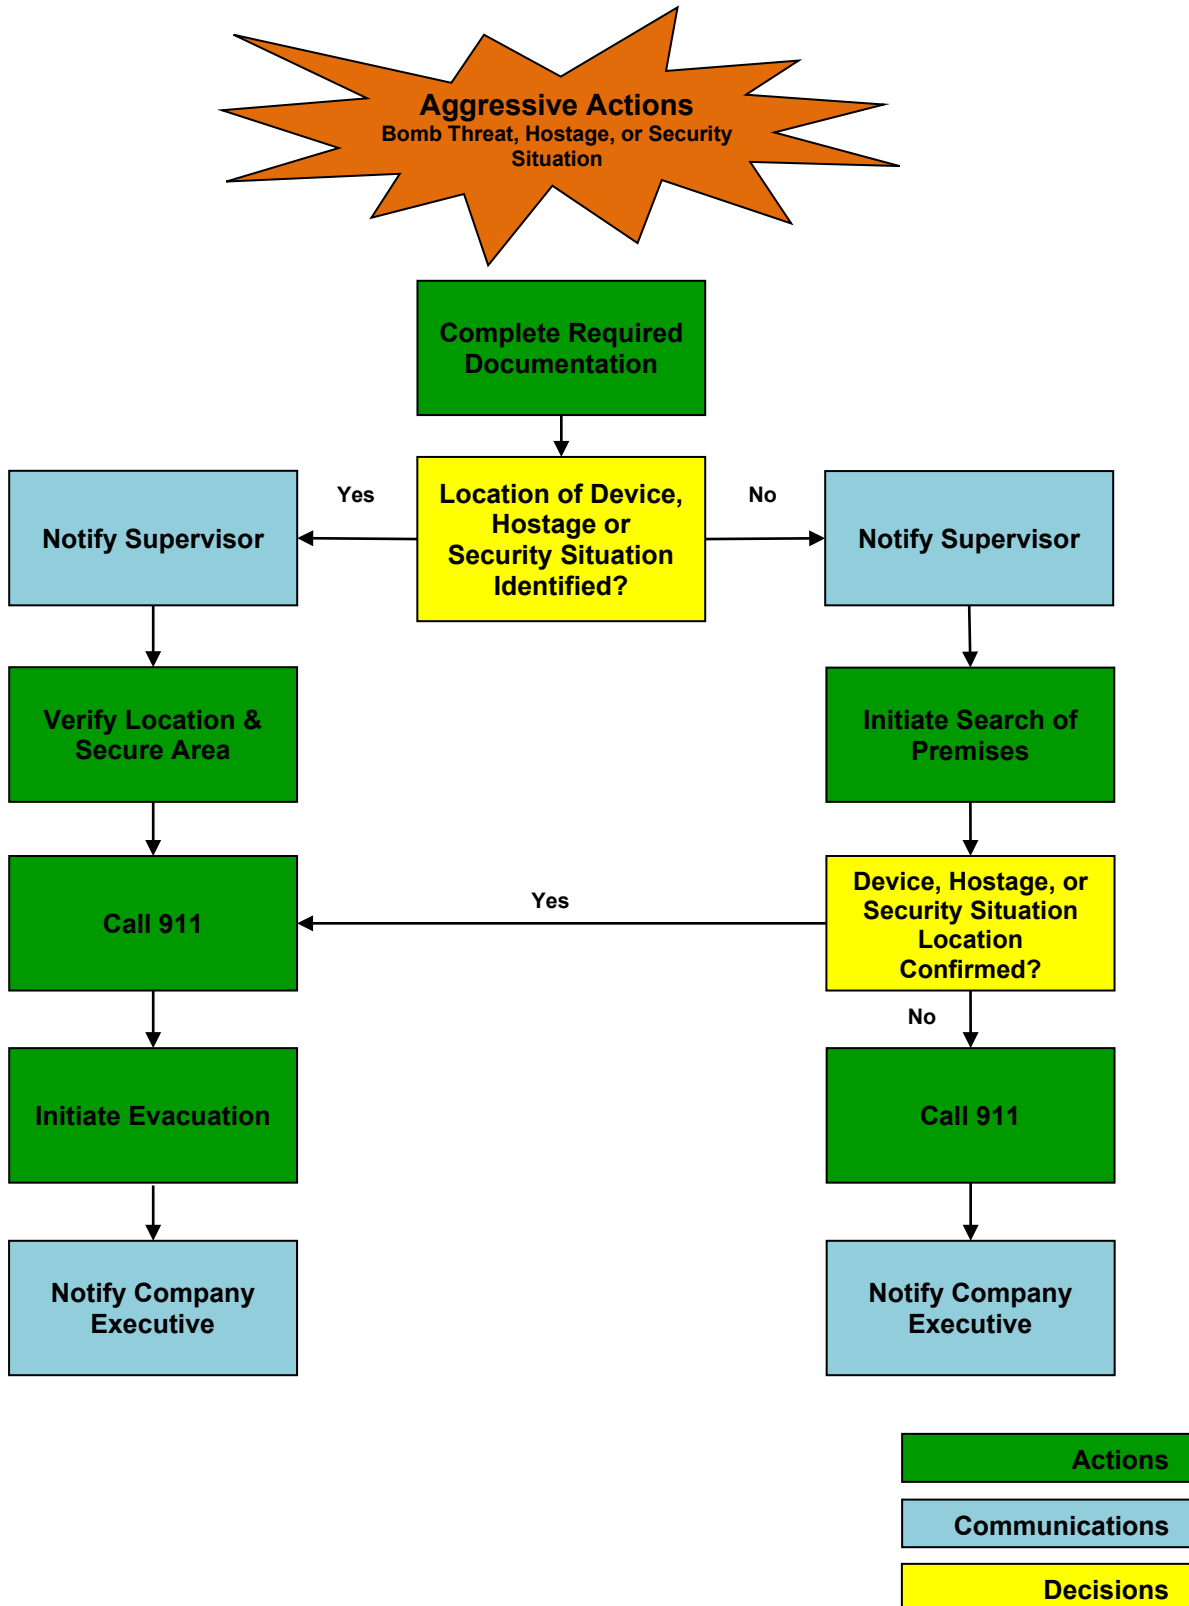 Aggressive Actions
Bomb Threat, Hostage, or Security
Situation
Complete Required
Documentation
Location of Device,
Hostage or
Security Situation
Identified?
Yes
No
Notify Supervisor
Notify Supervisor
Verify Location &
Secure Area
Initiate Search of
Premises
Call 911
Yes
Device, Hostage, or
Security Situation
Location
Confirmed?
No
Initiate Evacuation
Call 911
Notify Company
Executive
Notify Company
Executive
Actions
Communications
Decisions